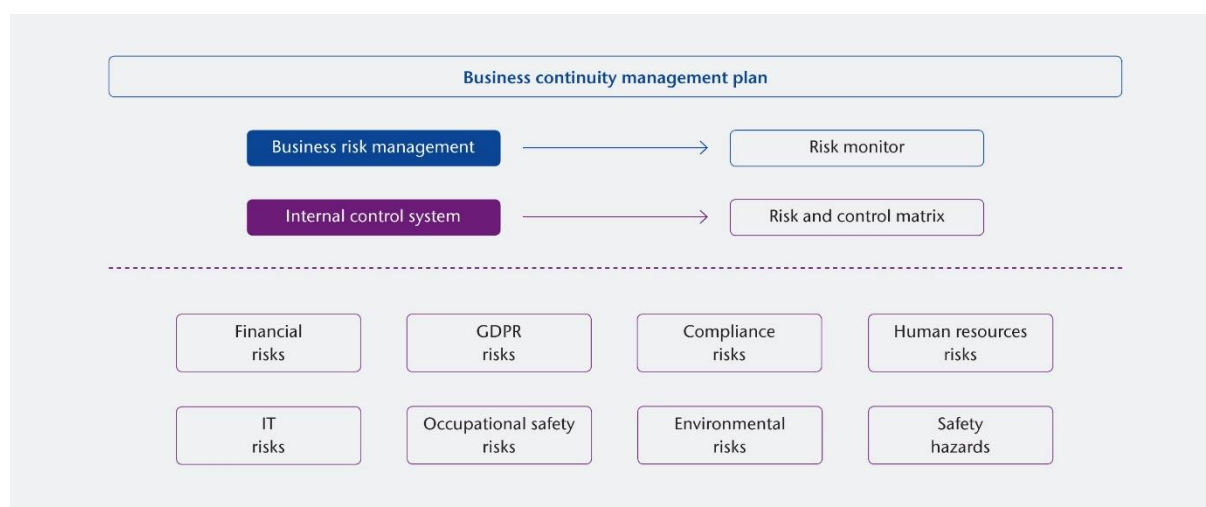 Business continuity management plan
Business risk management
Risk monitor
Internal control system
Risk and control matrix
Financial
risks
GDPR
risks
Compliance
risks
Human resources
risks
IT
risks
Occupational safety
risks
Environmental
risks
Safety
hazards